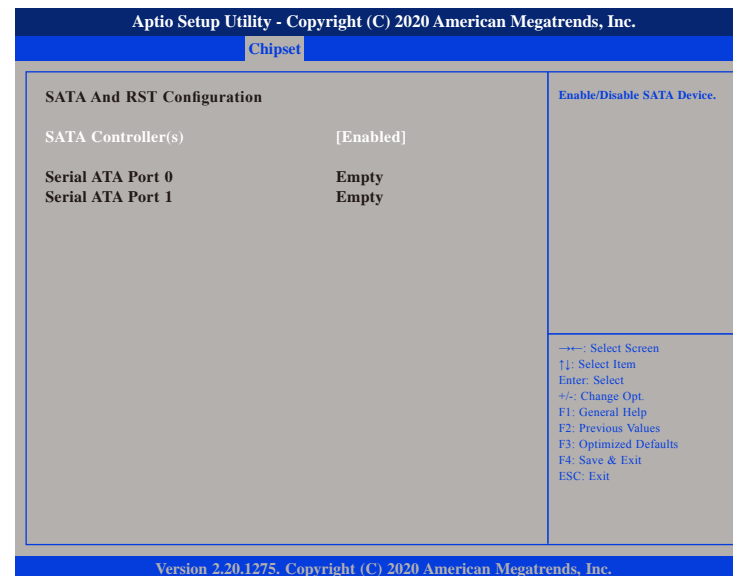 Aptio Setup Utility - Copyright (C) 2020 American Megatrends, Inc.
Chipset
SATA And RST Configuration
SATA Controller(s) [Enabled]
Serial ATA Port 0 Empty
Serial ATA Port 1 Empty
Enable/Disable SATA Device.
→←: Select Screen
↑↓: Select Item
Enter: Select
+/-: Change Opt.
F1: General Help
F2: Previous Values
F3: Optimized Defaults
F4: Save & Exit
ESC: Exit
Version 2.20.1275. Copyright (C) 2020 American Megatrends, Inc.